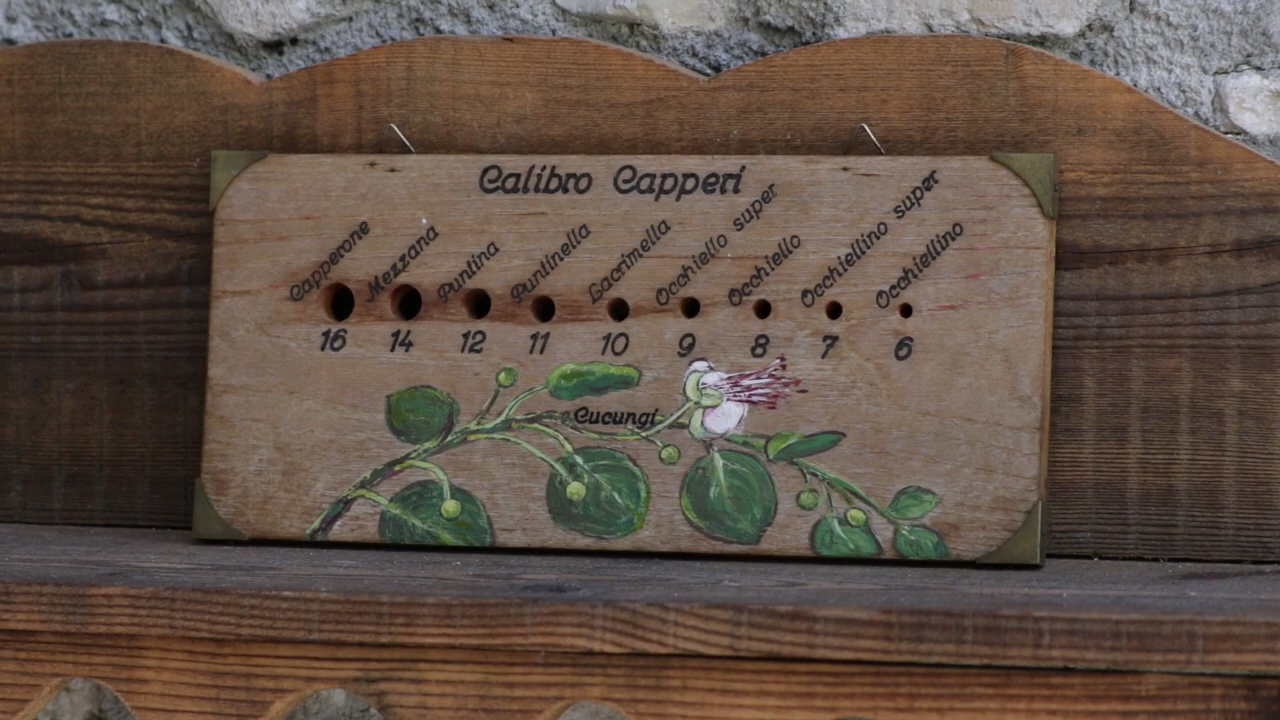 Calibro Capperi
Capperone
Mezzana
Puntina
Puntinella
Lacrimella
Occhiello super
Occhiello
Occhiellino super
Occhiellino
16 14 12 11 10 9 8 7 6
Cucungi